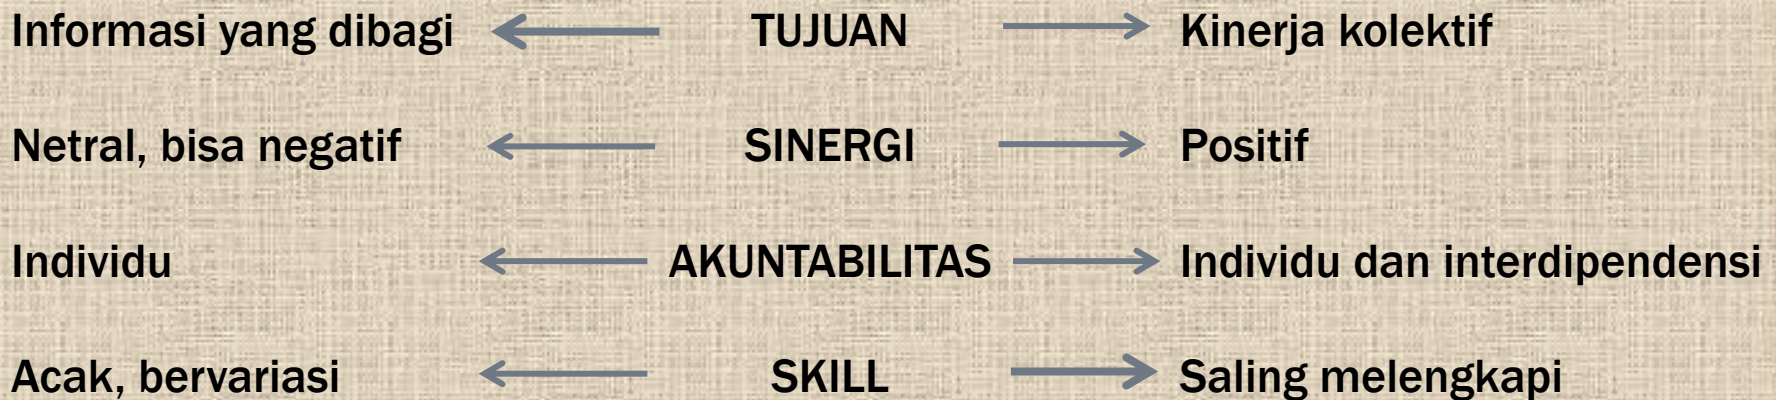 Informasi yang dibagi TUJUAN Kinerja kolektif
Netral, bisa negatif SINERGI Positif
Individu AKUNTABILITAS Individu dan interdipendensi
Acak, bervariasi SKILL Saling melengkapi